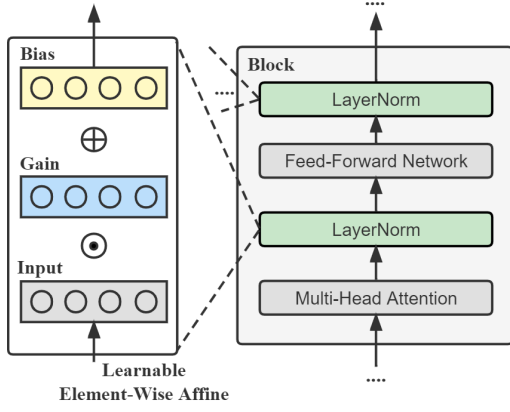 Bias
Gain
Input
Learnable
Element-Wise Affine
....
....
Block
LayerNorm
Feed-Forward Network
LayerNorm
Multi-Head Attention
....